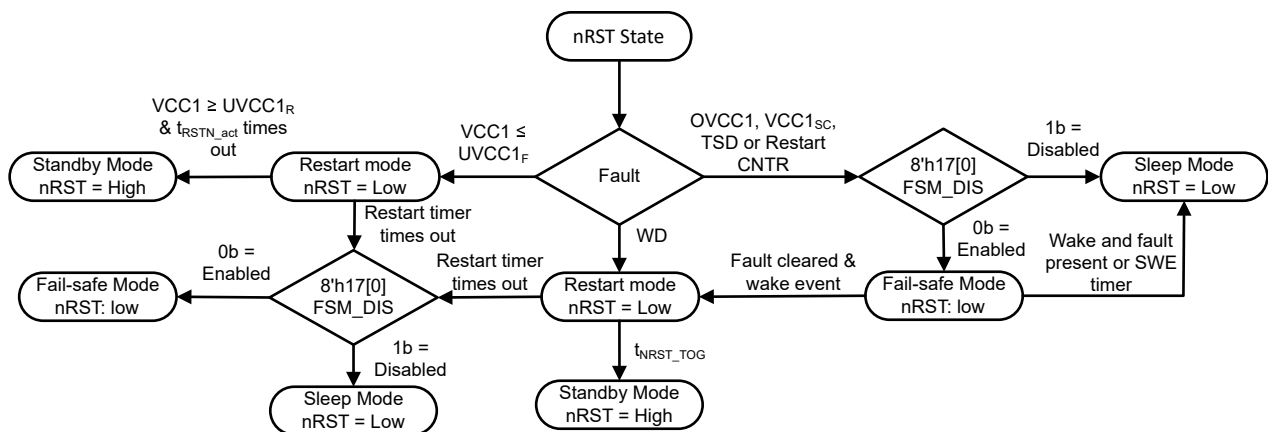 nRST State
VCC1 ≥ UVCC1R
& tRSTN_act times
out
VCC1 ≤
UVCC1F
OVCC1, VCC1SC,
TSD or Restart
CNTR
1b =
Disabled
Standby Mode
nRST = High
Restart mode
nRST = Low
Fault
8'h17[0]
FSM_DIS
Sleep Mode
nRST = Low
Restart timer
times out
WD
0b =
Enabled
Wake and fault
present or SWE
timer
0b =
Enabled
8'h17[0]
FSM_DIS
Restart timer
times out
Fault cleared &
wake event
Fail-safe Mode
nRST: low
Restart mode
nRST = Low
Fail-safe Mode
nRST: low
1b =
Disabled
tNRST_TOG
Sleep Mode
nRST = Low
Standby Mode
nRST = High